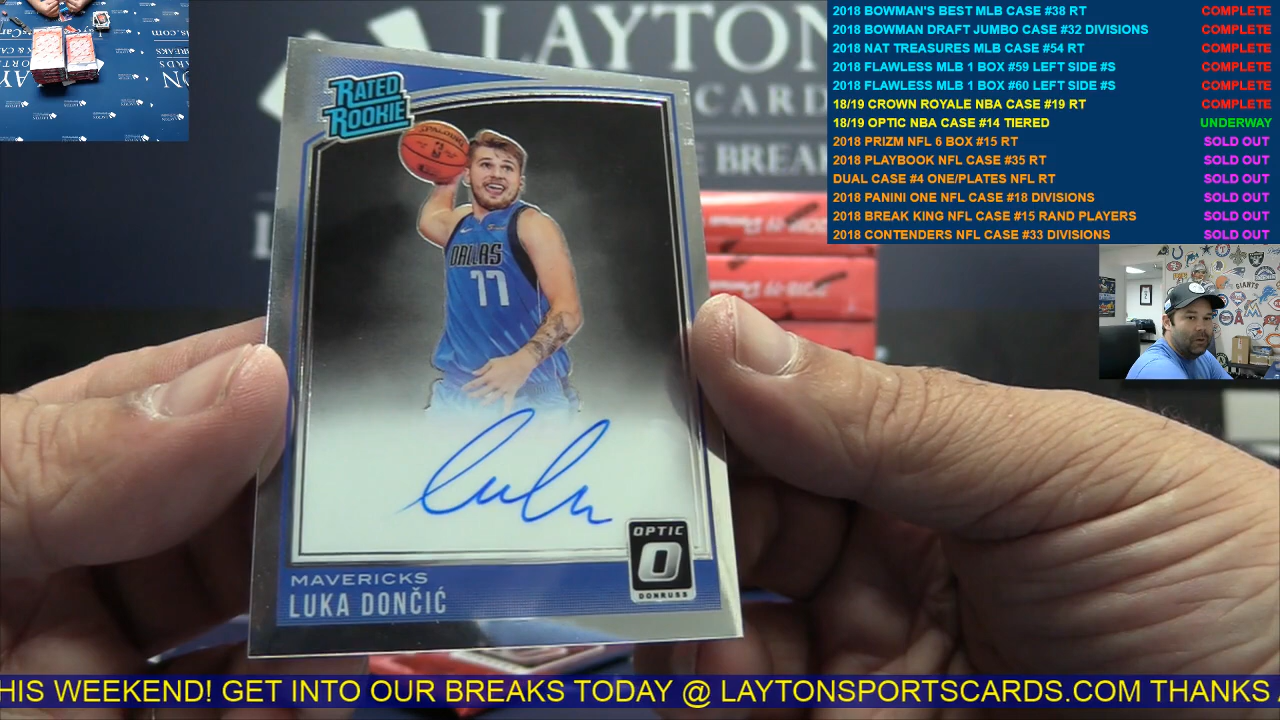 2018 BOWMAN'S BEST MLB CASE #38 RT COMPLETE
2018 BOWMAN DRAFT JUMBO CASE #32 DIVISIONS
2018 NAT TREASURES MLB CASE #54 RT COMPLETE
2018 FLAWLESS MLB 1 BOX #59 LEFT SIDE #S COMPLETE
2018 FLAWLESS MLB 1 BOX #60 LEFT SIDE #S COMPLETE
18/19 CROWN ROYALE NBA CASE #19 RT COMPLETE
18/19 OPTIC NBA CASE #14 TIERED UNDERWAY
2018 PRIZM NFL 6 BOX #15 RT SOLD OUT
2018 PLAYBOOK NFL CASE #35 RT SOLD OUT
DUAL CASE #4 ONE/PLATES NFL RT SOLD OUT
2018 PANINI ONE NFL CASE #18 DIVISIONS SOLD OUT
2018 BREAK KING NFL CASE #15 RAND PLAYERS SOLD OUT
2018 CONTENDERS NFL CASE #33 DIVISIONS SOLD OUT
LAYTON
CARDS
E BREA
RATED
ROOKIE
SPALDING
DALLAS
77
Luka
OPTIC
O
DONRUSS
MAVERICKS
LUKA DONČIĆ
GIANTS
HIS WEEKEND! GET INTO OUR BREAKS TODAY @ LAYTONSPORTSCARDS.COM THANKS